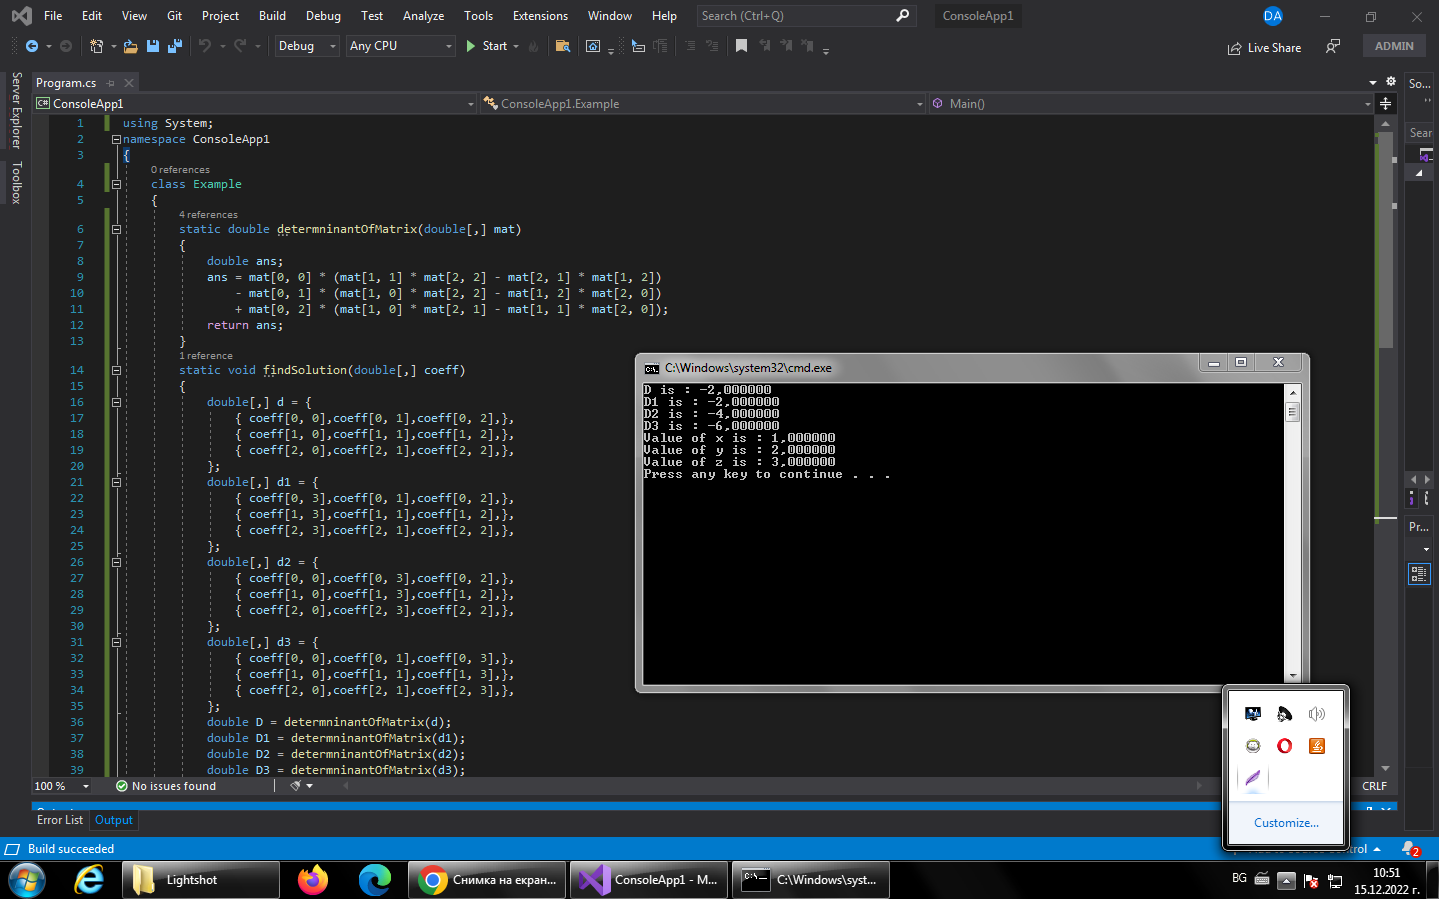 File Edit View Git Project Build Debug Test Analyze Tools Extensions Window Help Search (Ctrl+Q) ConsoleApp1 DA
Debug Any CPU Start Live Share ADMIN
Server Explorer
Toolbox
Program.cs
So...
C# ConsoleApp1 ConsoleApp1.Example Main()
Sear
1 using System;
2 namespace ConsoleApp1
3 {
0 references
4 class Example
5 {
4 references
6 static double determninantOfMatrix(double[,] mat)
7 {
8 double ans;
9 ans = mat[0, 0] * (mat[1, 1] * mat[2, 2] - mat[2, 1] * mat[1, 2])
10 - mat[0, 1] * (mat[1, 0] * mat[2, 2] - mat[1, 2] * mat[2, 0])
11 + mat[0, 2] * (mat[1, 0] * mat[2, 1] - mat[1, 1] * mat[2, 0]);
12 return ans;
13 }
1 reference
14 static void findSolution(double[,] coeff)
15 {
16 double[,] d = {
17 { coeff[0, 0],coeff[0, 1],coeff[0, 2],},
18 { coeff[1, 0],coeff[1, 1],coeff[1, 2],},
19 { coeff[2, 0],coeff[2, 1],coeff[2, 2],},
20 };
21 double[,] d1 = {
22 { coeff[0, 3],coeff[0, 1],coeff[0, 2],},
23 { coeff[1, 3],coeff[1, 1],coeff[1, 2],},
24 { coeff[2, 3],coeff[2, 1],coeff[2, 2],},
25 };
26 double[,] d2 = {
27 { coeff[0, 0],coeff[0, 3],coeff[0, 2],},
28 { coeff[1, 0],coeff[1, 3],coeff[1, 2],},
29 { coeff[2, 0],coeff[2, 3],coeff[2, 2],},
30 };
31 double[,] d3 = {
32 { coeff[0, 0],coeff[0, 1],coeff[0, 3],},
33 { coeff[1, 0],coeff[1, 1],coeff[1, 3],},
34 { coeff[2, 0],coeff[2, 1],coeff[2, 3],},
35 };
36 double D = determninantOfMatrix(d);
37 double D1 = determninantOfMatrix(d1);
38 double D2 = determninantOfMatrix(d2);
39 double D3 = determninantOfMatrix(d3);
C:\Windows\system32\cmd.exe
D is : -2,000000
D1 is : -2,000000
D2 is : -4,000000
D3 is : -6,000000
Value of x is : 1,000000
Value of y is : 2,000000
Value of z is : 3,000000
Press any key to continue . . .
Pr...
100 % No issues found CRLF
Customize...
Error List Output
Build succeeded 2
Lightshot Снимка на екран... ConsoleApp1 - M... C:\Windows\syst... BG 10:51
15.12.2022 г.